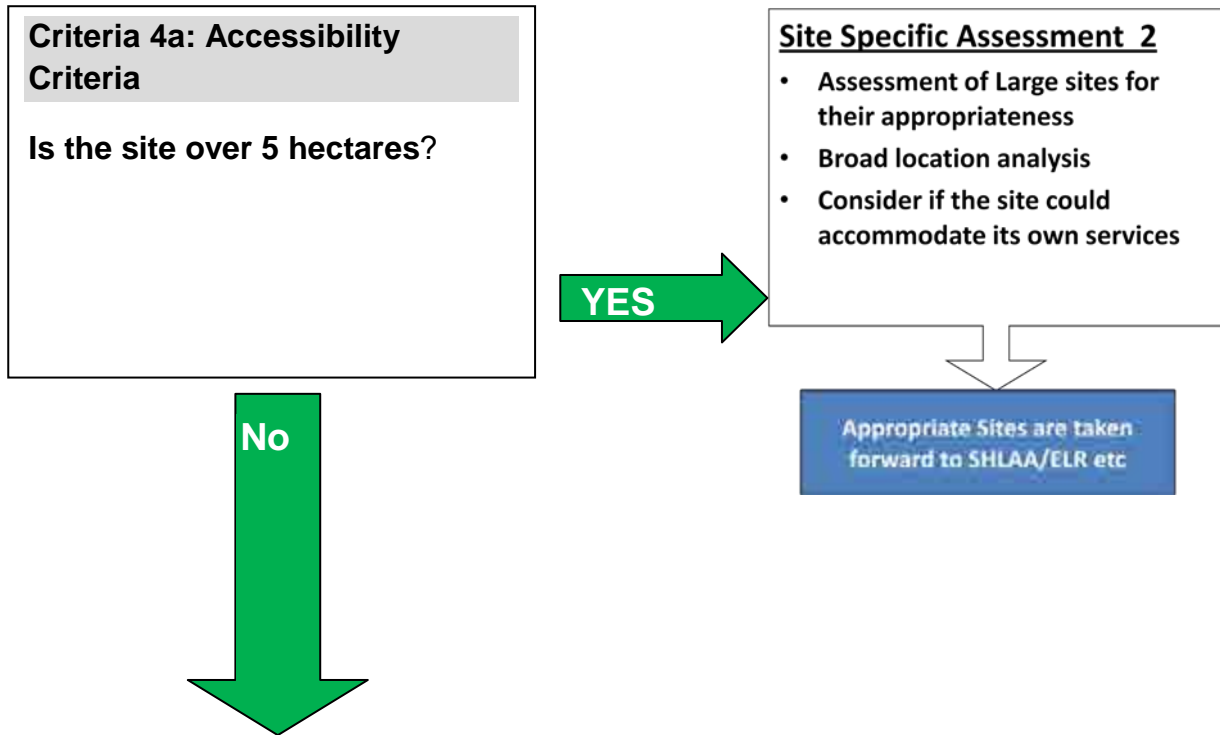 Criteria 4a: Accessibility
Criteria
Is the site over 5 hectares?
YES
No
Site Specific Assessment 2
• Assessment of Large sites for
their appropriateness
• Broad location analysis
• Consider if the site could
accommodate its own services
Appropriate Sites are taken
forward to SHLAA/ELR etc